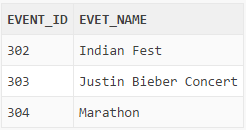 EVENT_ID EVET_NAME
302 Indian Fest
303 Justin Bieber Concert
304 Marathon